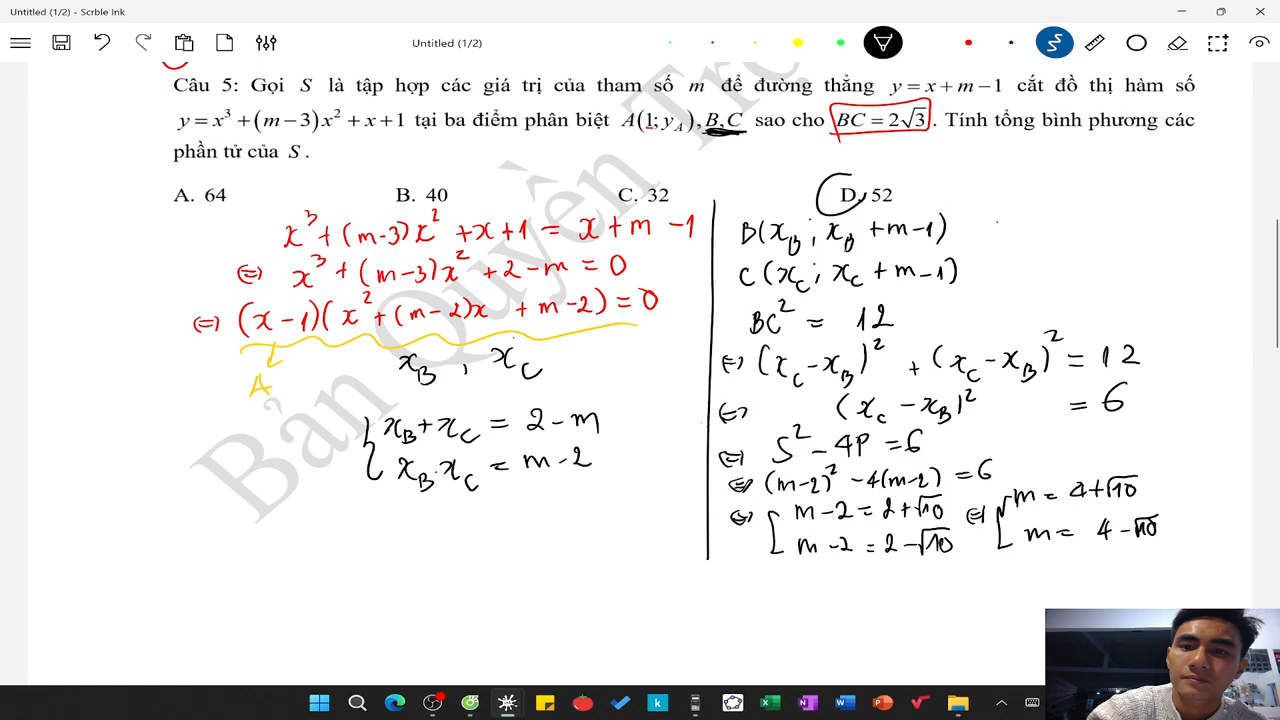 Untitled (1/2) - Scrble Ink
Untitled (1/2)
Câu 5: Gọi S là tập hợp các giá trị của tham số m để đường thẳng y = x + m − 1 cắt đồ thị hàm số
y = x³ + (m − 3)x² + x + 1 tại ba điểm phân biệt A(1; y_A), B, C sao cho BC = 2√3. Tính tổng bình phương các
phần tử của S.
A. 64 B. 40 C. 32 D. 52
x³ + (m-3)x² + x + 1 = x + m - 1
⇔ x³ + (m-3)x² + 2 - m = 0
⇔ (x - 1)(x² + (m-2)x + m - 2) = 0
A
x_B , x_C
{ x_B + x_C = 2 - m
x_B . x_C = m - 2
B(x_B ; x_B + m - 1)
C(x_C ; x_C + m - 1)
BC² = 12
⇔ (x_C - x_B)² + (x_C - x_B)² = 12
⇔ (x_C - x_B)² = 6
⇔ S² - 4P = 6
⇔ (m-2)² - 4(m-2) = 6
⇔ [ m - 2 = 2 + √10 ⇔ [ m = 4 + √10
m - 2 = 2 - √10 m = 4 - √10
Bản Quyền Trọ